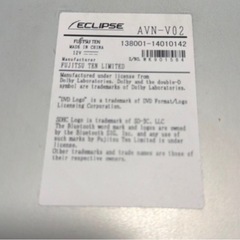 ECLIPSE AVN-V02
FUJITSU TEN 138001-14010142
MADE IN CHINA
12V
Manufacturer
FUJITSU TEN LIMITED
Manufactured under license from
Dolby Laboratories. Dolby and the double-D
symbol are trademarks of Dolby Laboratories.
"DVD Logo" is a trademark of DVD Format/Logo
Licensing Corporation.
SDHC Logo is a trademark of SD-3C, LLC
The Bluetooth word mark and logos are owned
by the Bluetooth SIG, Inc. and any use of
such marks by Fujitsu Ten Limited is under
license.
Other trademarks and trade names are those of
their respective owners.